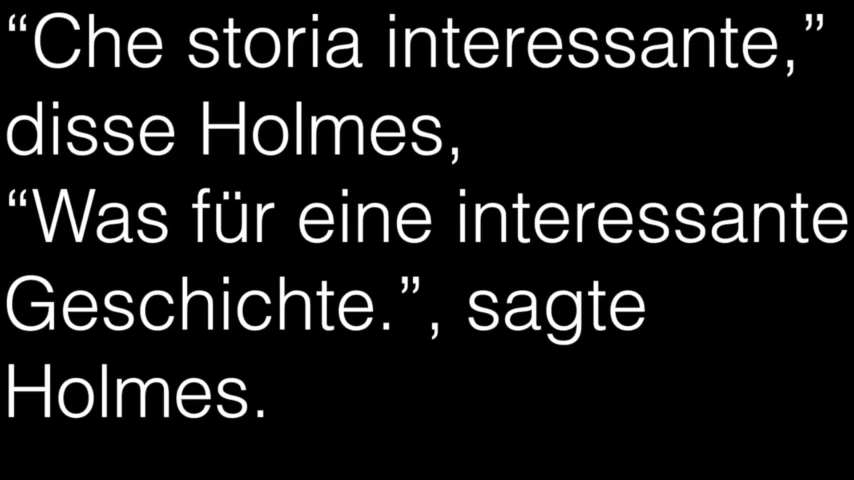 “Che storia interessante,”
disse Holmes,
“Was für eine interessante
Geschichte.”, sagte
Holmes.